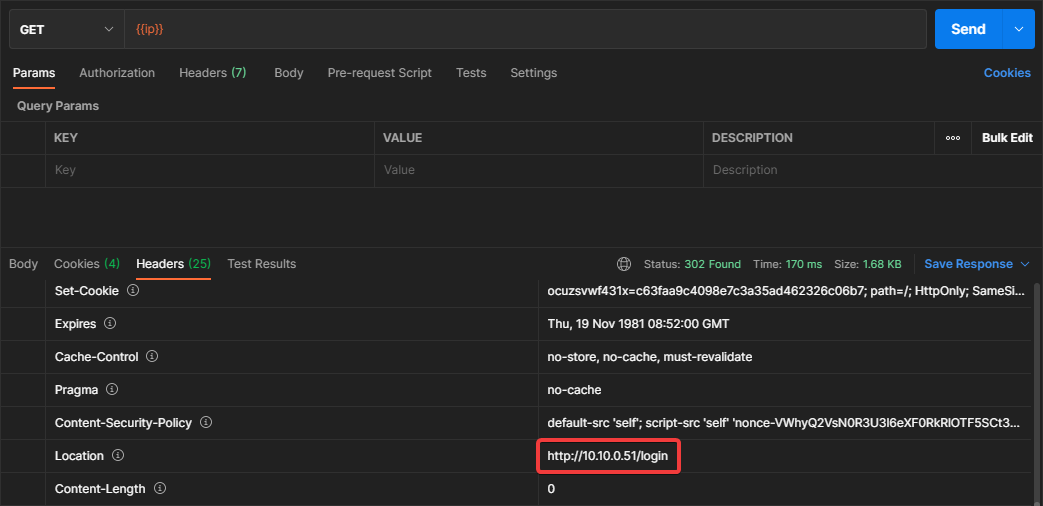 GET {{ip}} Send
Params Authorization Headers (7) Body Pre-request Script Tests Settings Cookies
Query Params
KEY VALUE DESCRIPTION ooo Bulk Edit
Key Value Description
Body Cookies (4) Headers (25) Test Results Status: 302 Found Time: 170 ms Size: 1.68 KB Save Response
Set-Cookie ocuzsvwf431x=c63faa9c4098e7c3a35ad462326c06b7; path=/; HttpOnly; SameSi...
Expires Thu, 19 Nov 1981 08:52:00 GMT
Cache-Control no-store, no-cache, must-revalidate
Pragma no-cache
Content-Security-Policy default-src 'self'; script-src 'self' 'nonce-VWhyQ2VsN0R3U3l6eXF0RkRlOTF5SCt3...
Location http://10.10.0.51/login
Content-Length 0